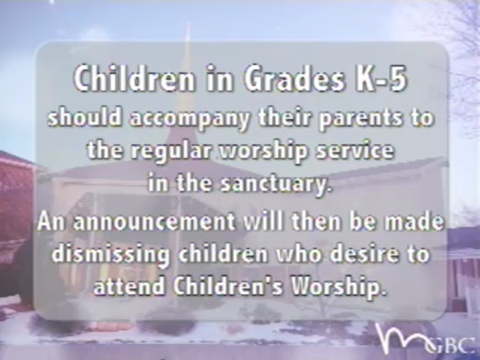 Children in Grades K-5
should accompany their parents to
the regular worship service
in the sanctuary.
An announcement will then be made
dismissing children who desire to
attend Children's Worship.
GBC